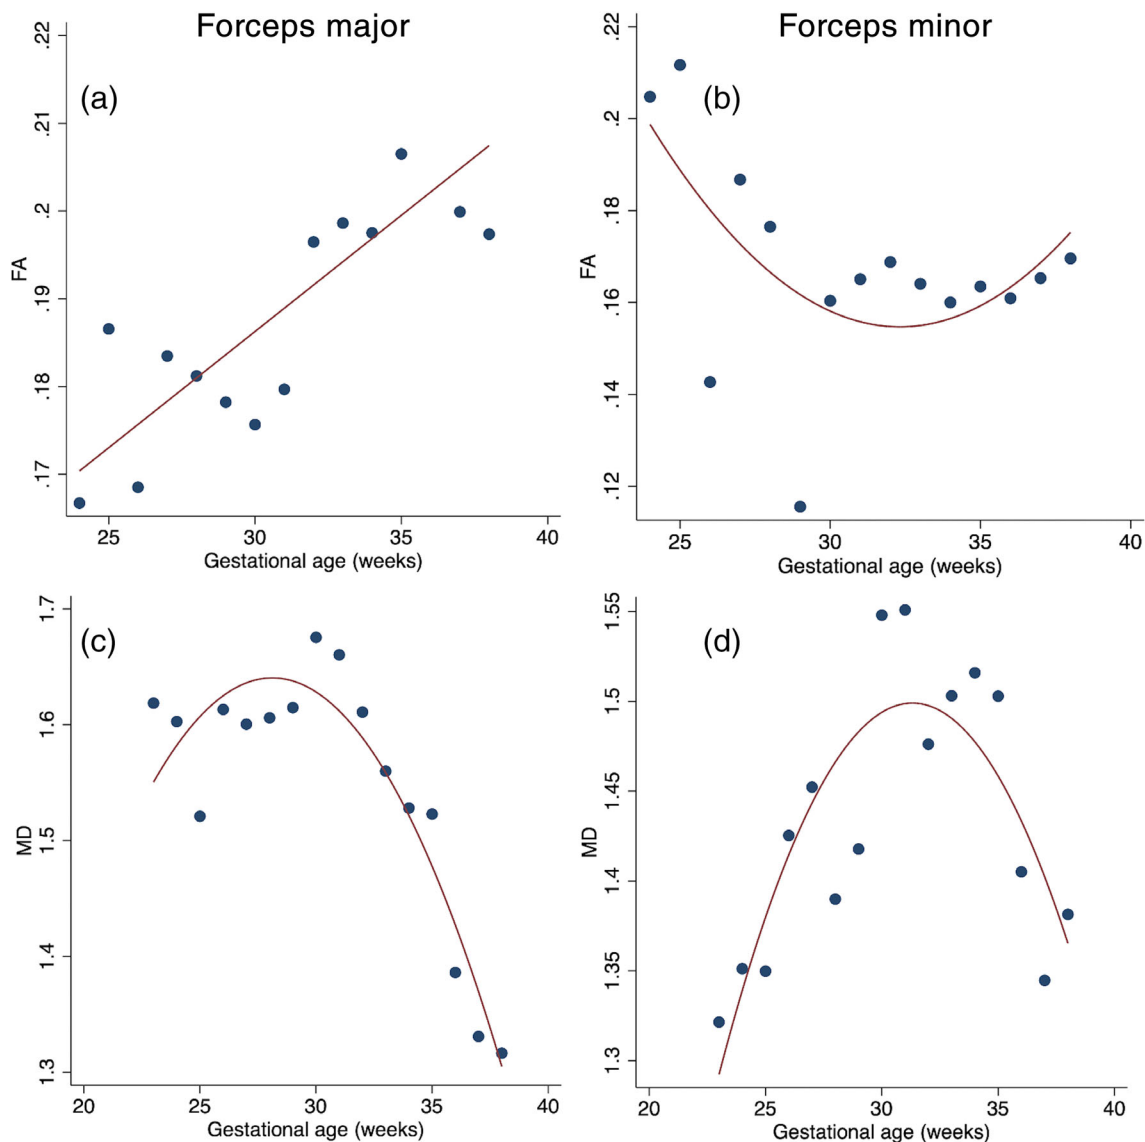 Forceps major
Forceps minor
(a)
.22
.21
.2
.19
.18
.17
FA
25 30 35 40
Gestational age (weeks)
(b)
.22
.2
.18
.16
.14
.12
FA
25 30 35 40
Gestational age (weeks)
(c)
1.7
1.6
1.5
1.4
1.3
MD
20 25 30 35 40
Gestational age (weeks)
(d)
1.55
1.5
1.45
1.4
1.35
1.3
MD
20 25 30 35 40
Gestational age (weeks)